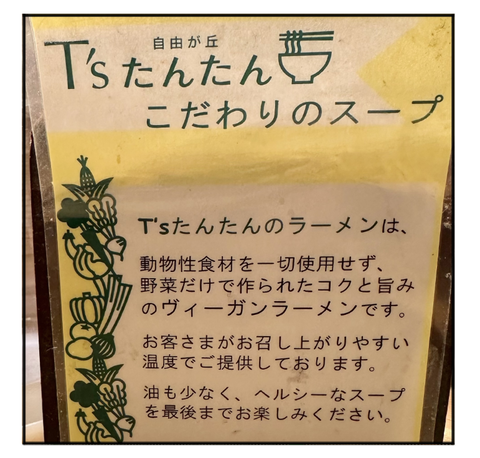 自由が丘
T'sたんたん
こだわりのスープ
T'sたんたんのラーメンは、
動物性食材を一切使用せず、
野菜だけで作られたコクと旨み
のヴィーガンラーメンです。
お客さまがお召し上がりやすい
温度でご提供しております。
油も少なく、ヘルシーなスープ
を最後までお楽しみください。